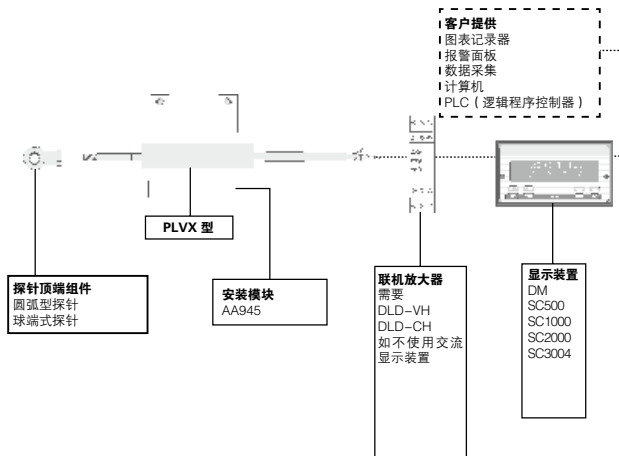 客户提供
图表记录器
报警面板
数据采集
计算机
PLC（逻辑程序控制器）
PLVX 型
探针顶端组件
圆弧型探针
球端式探针
安装模块
AA945
联机放大器
需要
DLD-VH
DLD-CH
如不使用交流
显示装置
显示装置
DM
SC500
SC1000
SC2000
SC3004